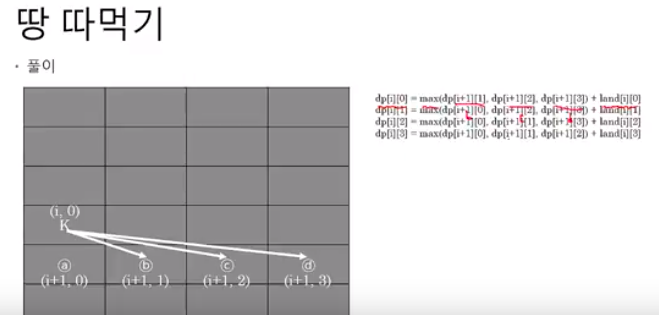 땅 따먹기
• 풀이
dp[i][0] = max(dp[i+1][1], dp[i+1][2], dp[i+1][3]) + land[i][0]
dp[i][1] = max(dp[i+1][0], dp[i+1][2], dp[i+1][3]) + land[i][1]
dp[i][2] = max(dp[i+1][0], dp[i+1][1], dp[i+1][3]) + land[i][2]
dp[i][3] = max(dp[i+1][0], dp[i+1][1], dp[i+1][2]) + land[i][3]
(i, 0)
K
ⓐ ⓑ ⓒ ⓓ
(i+1, 0) (i+1, 1) (i+1, 2) (i+1, 3)